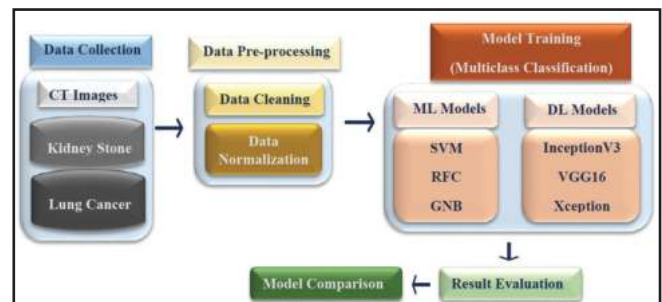 Data Collection
CT Images
Kidney Stone
Lung Cancer
Data Pre-processing
Data Cleaning
Data
Normalization
Model Training
(Multiclass Classification)
ML Models
SVM
RFC
GNB
DL Models
InceptionV3
VGG16
Xception
Result Evaluation
Model Comparison